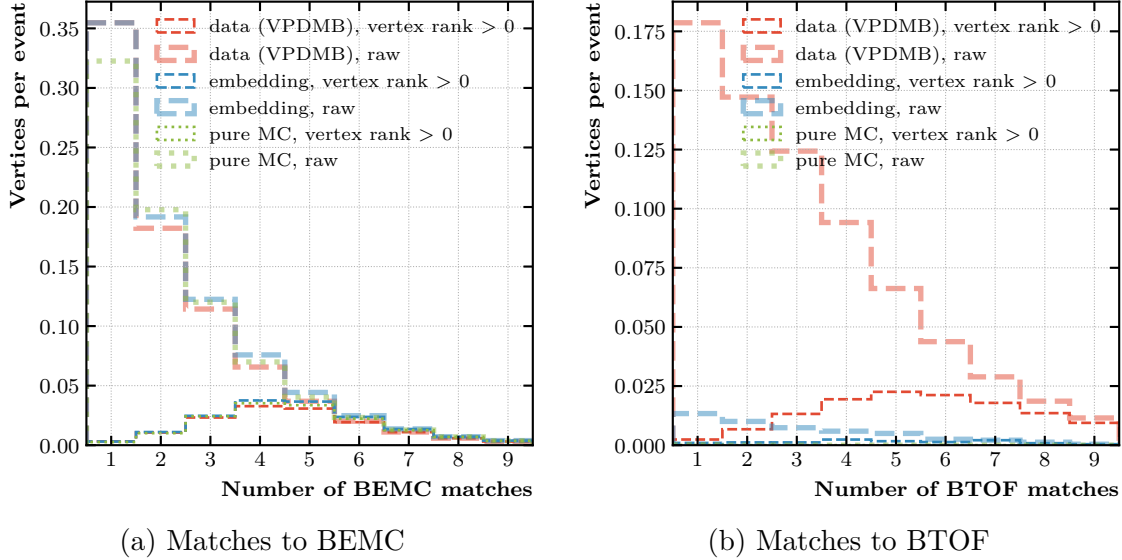 Vertices per event
0.35
0.30
0.25
0.20
0.15
0.10
0.05
0.00
data (VPDMB), vertex rank > 0
data (VPDMB), raw
embedding, vertex rank > 0
embedding, raw
pure MC, vertex rank > 0
pure MC, raw
1 2 3 4 5 6 7 8 9
Number of BEMC matches
(a) Matches to BEMC
Vertices per event
0.175
0.150
0.125
0.100
0.075
0.050
0.025
0.000
data (VPDMB), vertex rank > 0
data (VPDMB), raw
embedding, vertex rank > 0
embedding, raw
pure MC, vertex rank > 0
pure MC, raw
1 2 3 4 5 6 7 8 9
Number of BTOF matches
(b) Matches to BTOF